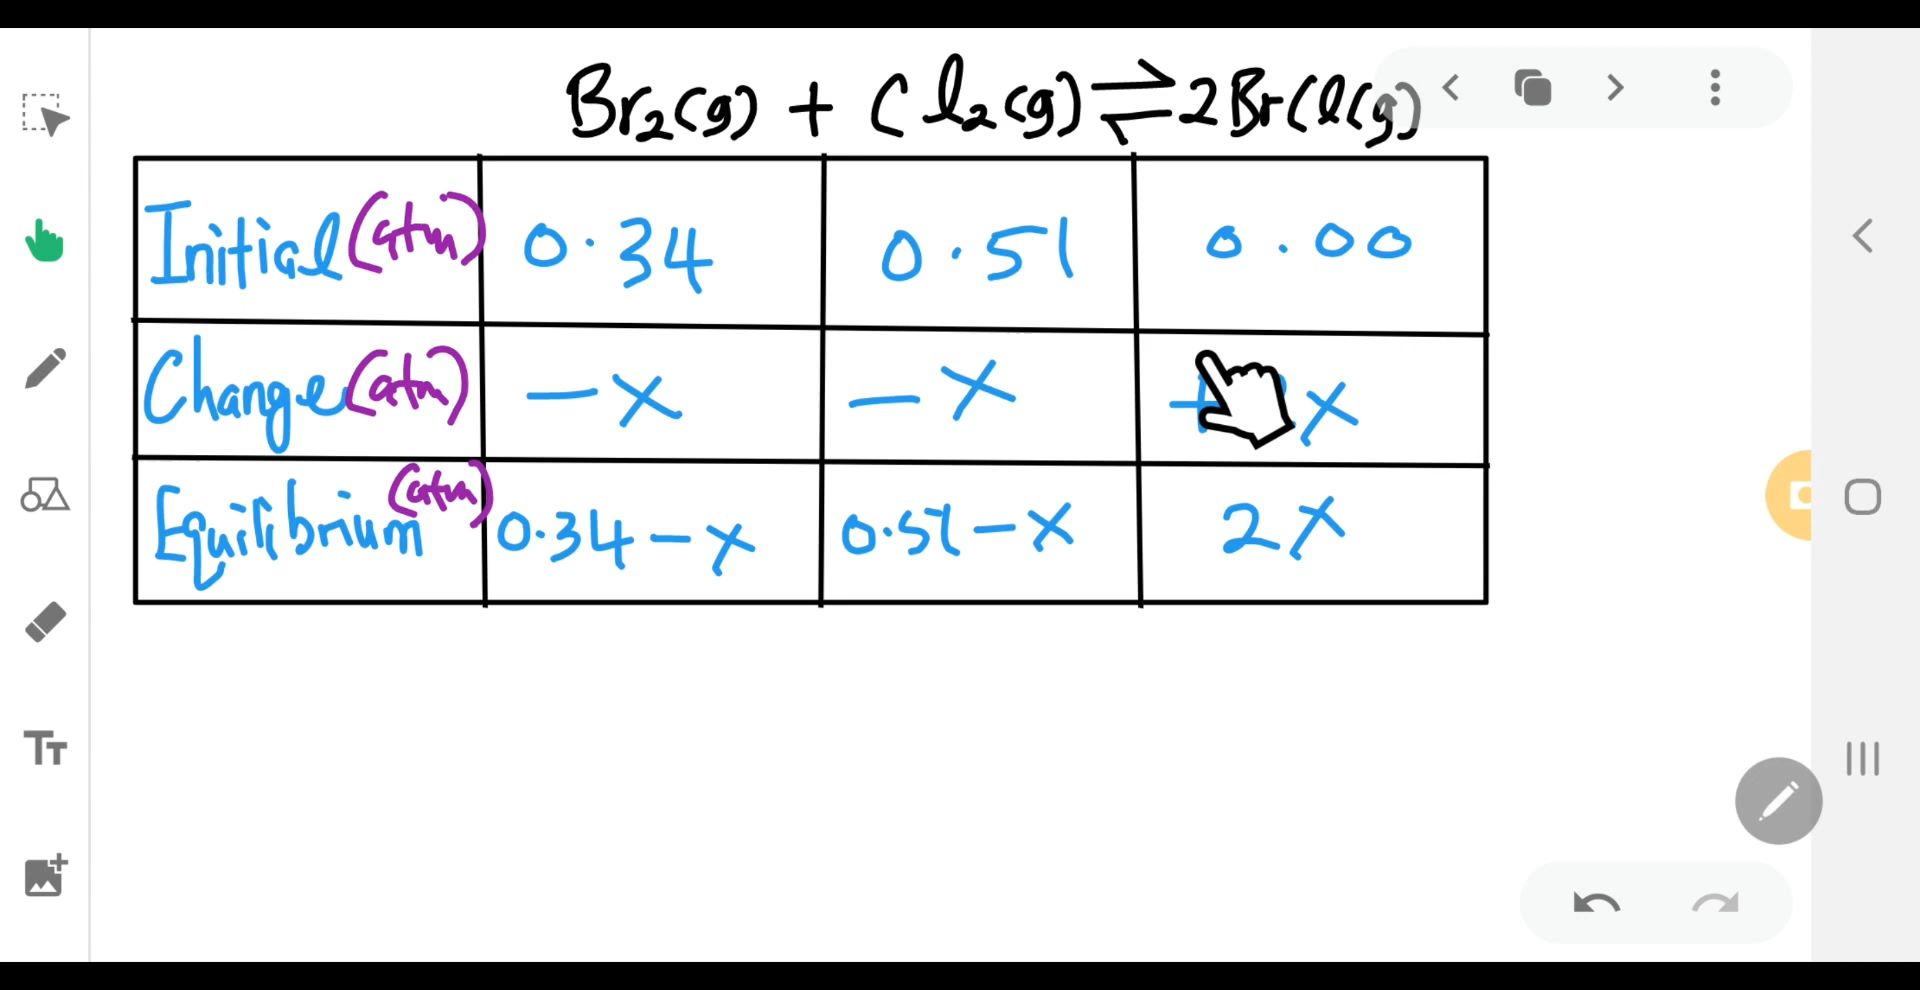 Br₂(g) + Cl₂(g) ⇌ 2BrCl(g)
Initial (atm) 0.34 0.51 0.00
Change (atm) -x -x + x
Equilibrium (atm) 0.34-x 0.51-x 2x
TT